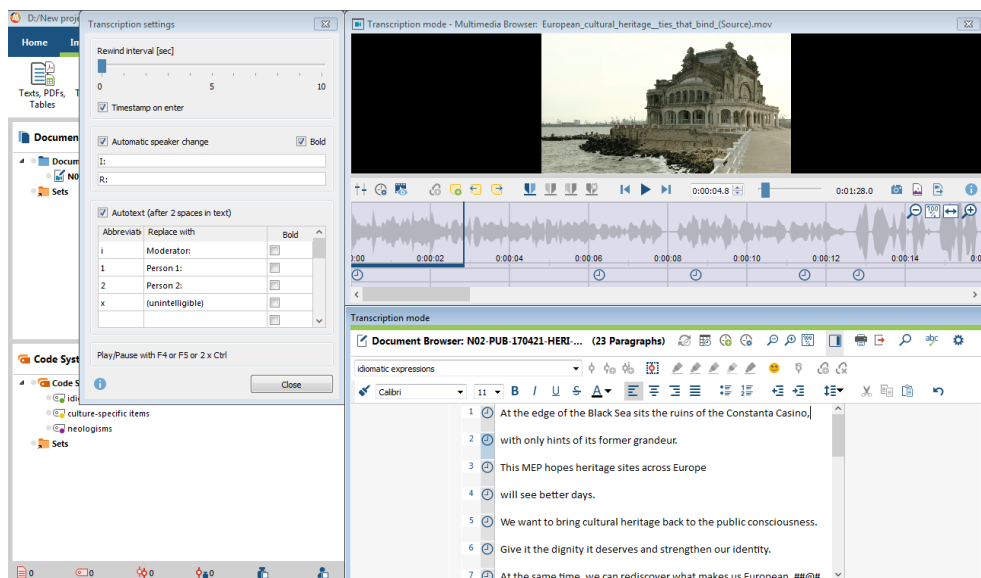 D:/New proje
Home
In
Texts, PDFs,
Tables
T
Documen
Docum
N0
Sets
Code Syst
Code S
idi
culture-specific items
neologisms
Sets
0
0
0
0
Transcription settings
Rewind interval [sec]
0 5 10
Timestamp on enter
Automatic speaker change Bold
I:
R:
Autotext (after 2 spaces in text)
Abbreviati Replace with Bold
i Moderator:
1 Person 1:
2 Person 2:
x (unintelligible)
Play/Pause with F4 or F5 or 2 x Ctrl
Close
Transcription mode - Multimedia Browser: European_cultural_heritage__ties_that_bind_(Source).mov
0:00:04.8 0:01:28.0
100 %
0:00 0:00:02 0:00:04 0:00:06 0:00:08 0:00:10 0:00:12 0:00:14 0:0
Transcription mode
Document Browser: N02-PUB-170421-HERI-... (23 Paragraphs)
100 %
abc
idiomatic expressions
Calibri 11 B I U S A
1 At the edge of the Black Sea sits the ruins of the Constanta Casino,
2 with only hints of its former grandeur.
3 This MEP hopes heritage sites across Europe
4 will see better days.
5 We want to bring cultural heritage back to the public consciousness.
6 Give it the dignity it deserves and strengthen our identity.
7 At the same time, we can rediscover what makes us European. ##@#